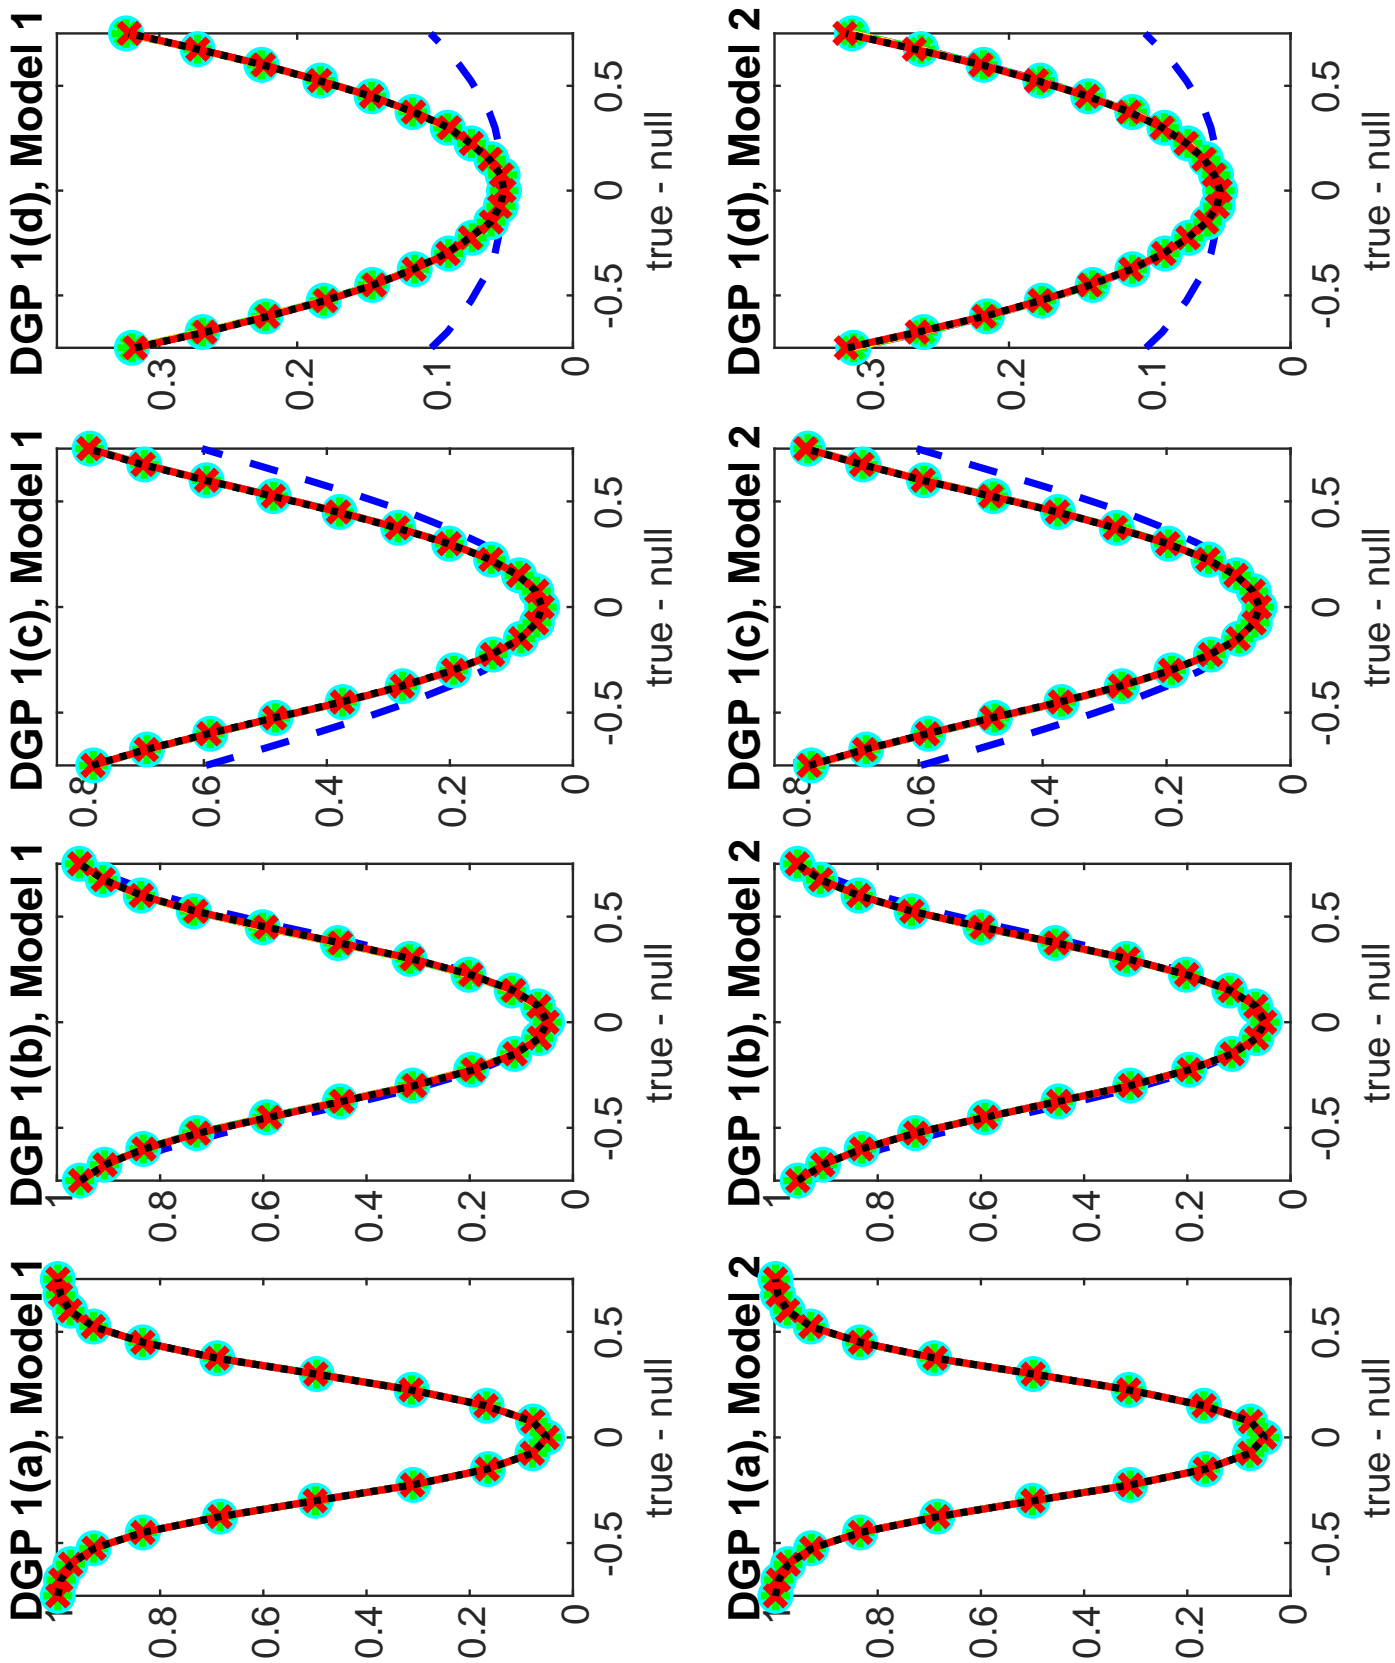 DGP 1(a), Model 1
1
0.8
0.6
0.4
0.2
0
-0.5 0 0.5
true - null
DGP 1(b), Model 1
1
0.8
0.6
0.4
0.2
0
-0.5 0 0.5
true - null
DGP 1(c), Model 1
0.8
0.6
0.4
0.2
0
-0.5 0 0.5
true - null
DGP 1(d), Model 1
0.3
0.2
0.1
0
-0.5 0 0.5
true - null
DGP 1(a), Model 2
1
0.8
0.6
0.4
0.2
0
-0.5 0 0.5
true - null
DGP 1(b), Model 2
1
0.8
0.6
0.4
0.2
0
-0.5 0 0.5
true - null
DGP 1(c), Model 2
0.8
0.6
0.4
0.2
0
-0.5 0 0.5
true - null
DGP 1(d), Model 2
0.3
0.2
0.1
0
-0.5 0 0.5
true - null